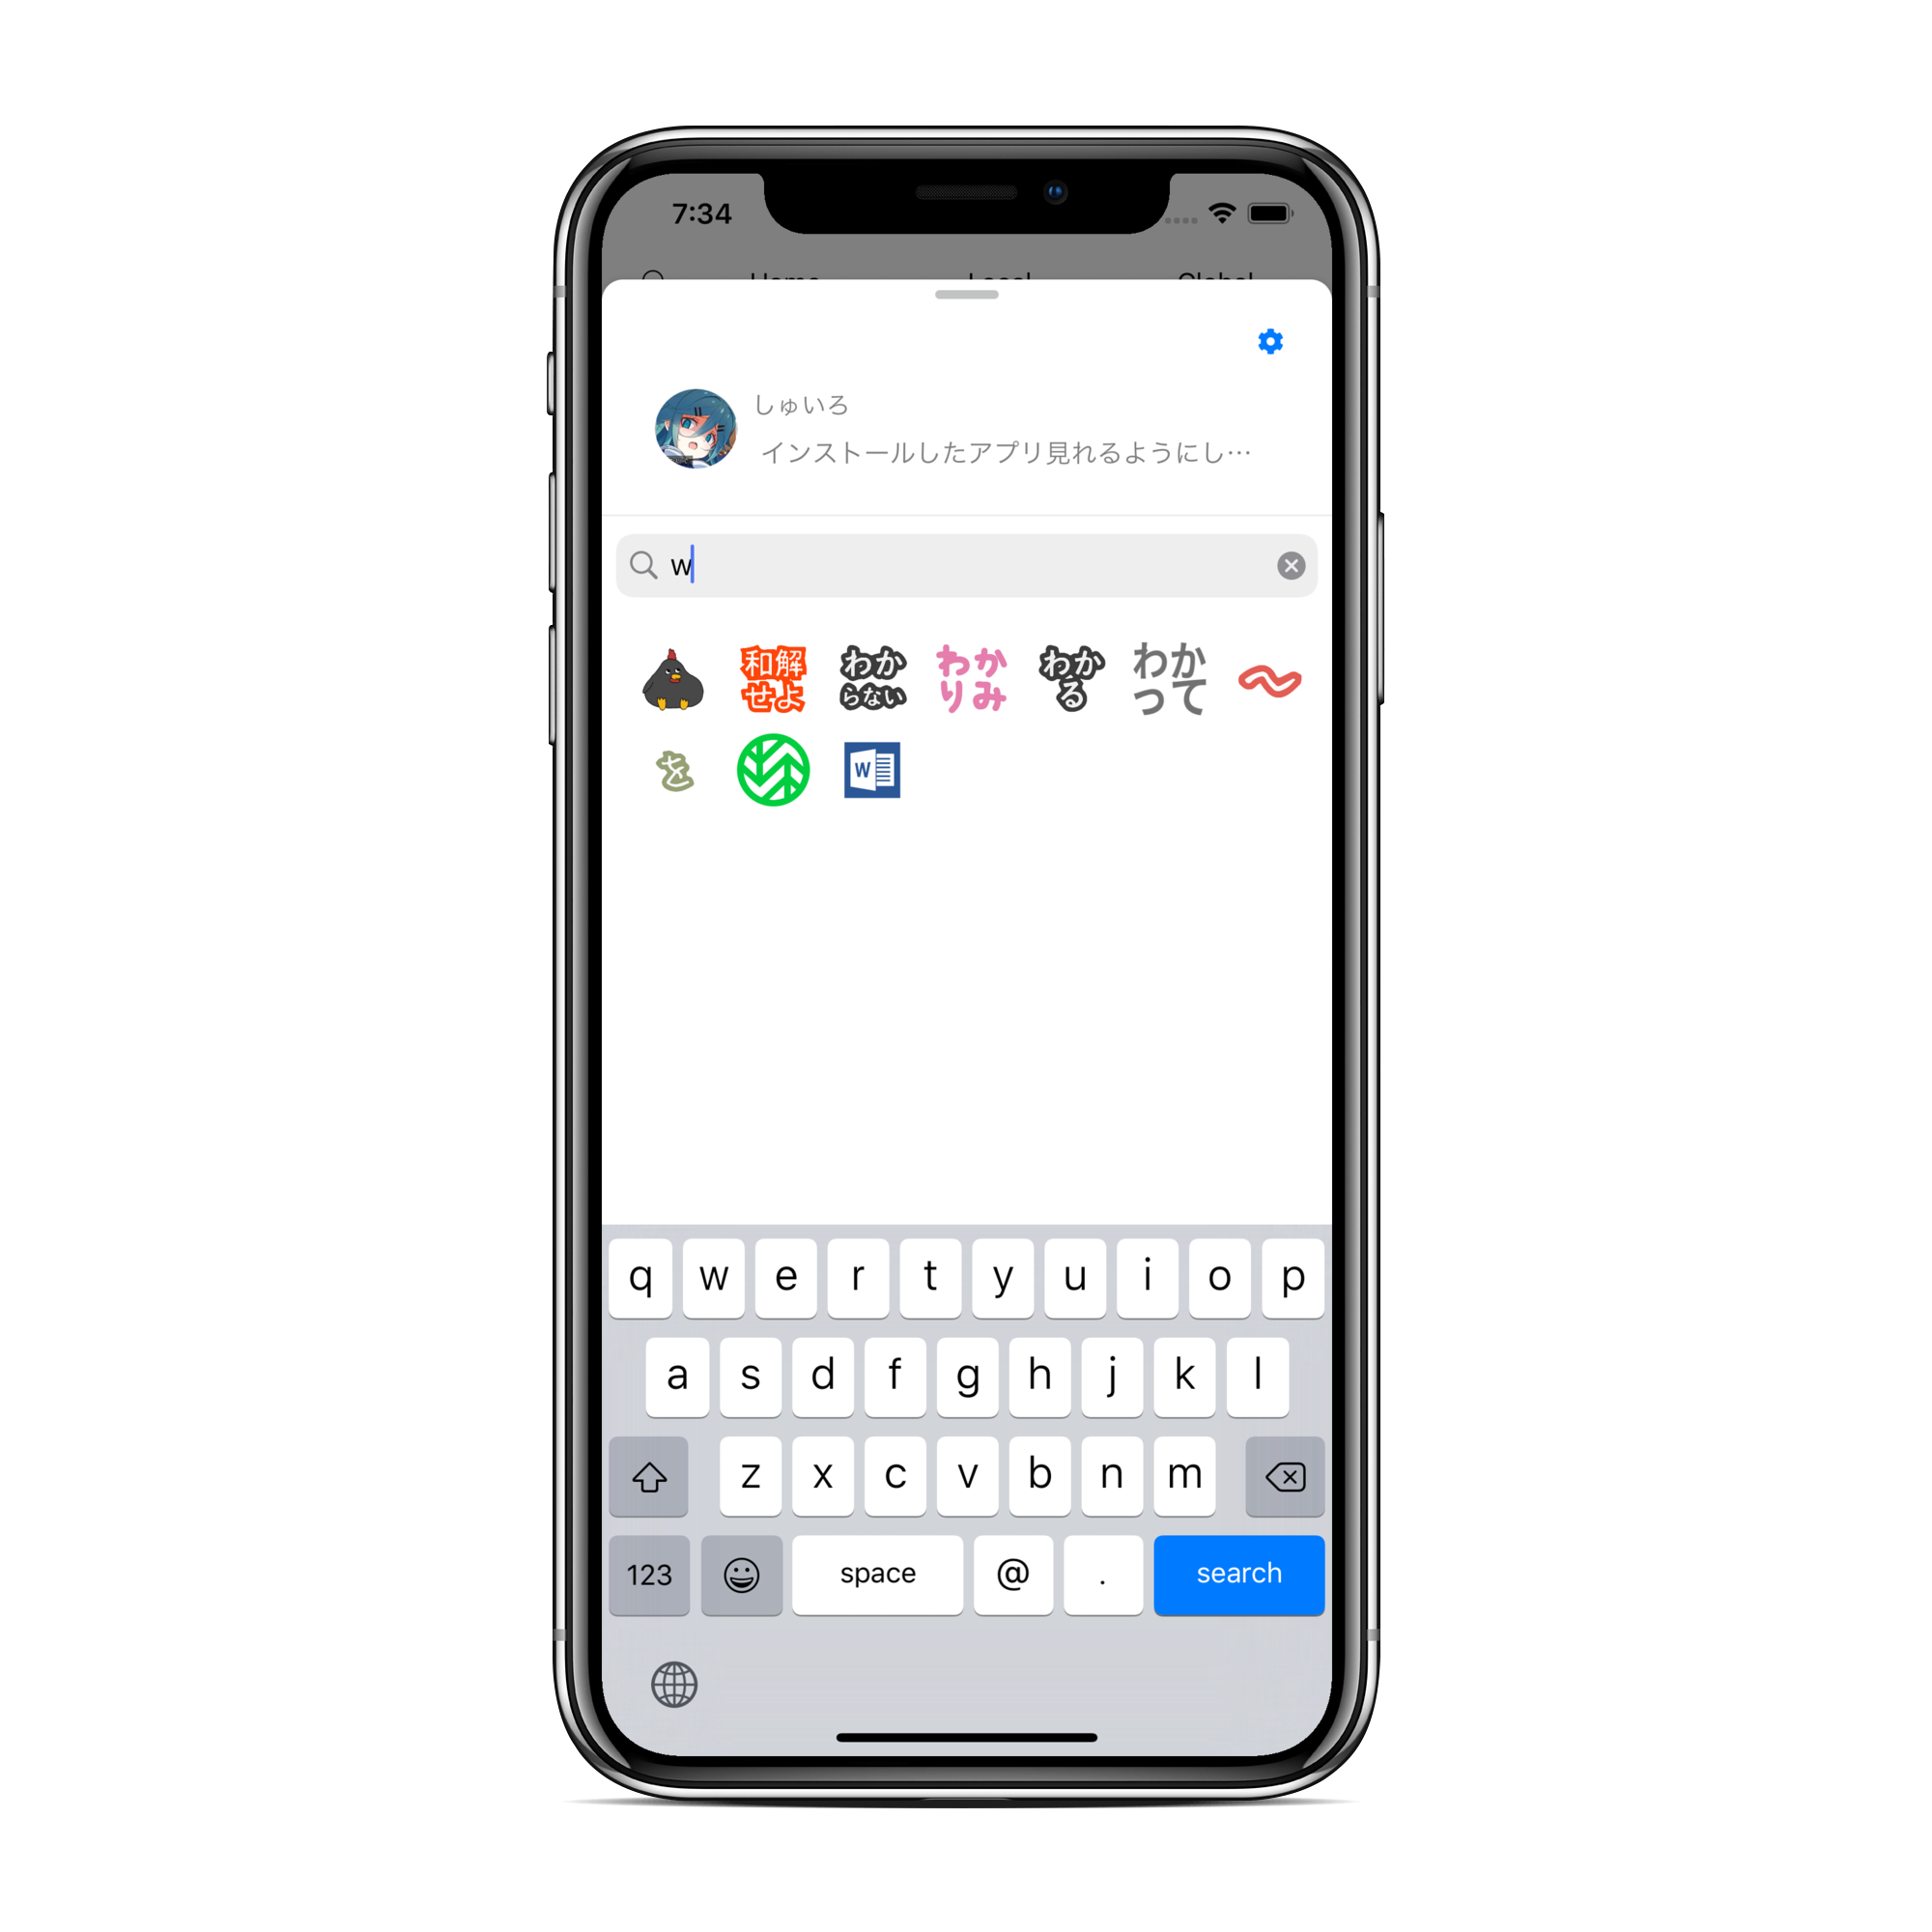 7:34
しゅいろ
インストールしたアプリ見れるようにし…
w
和解せよ
わからない
わかりみ
わかる
わかって
を
W
q w e r t y u i o p
a s d f g h j k l
z x c v b n m
123 space @ . search